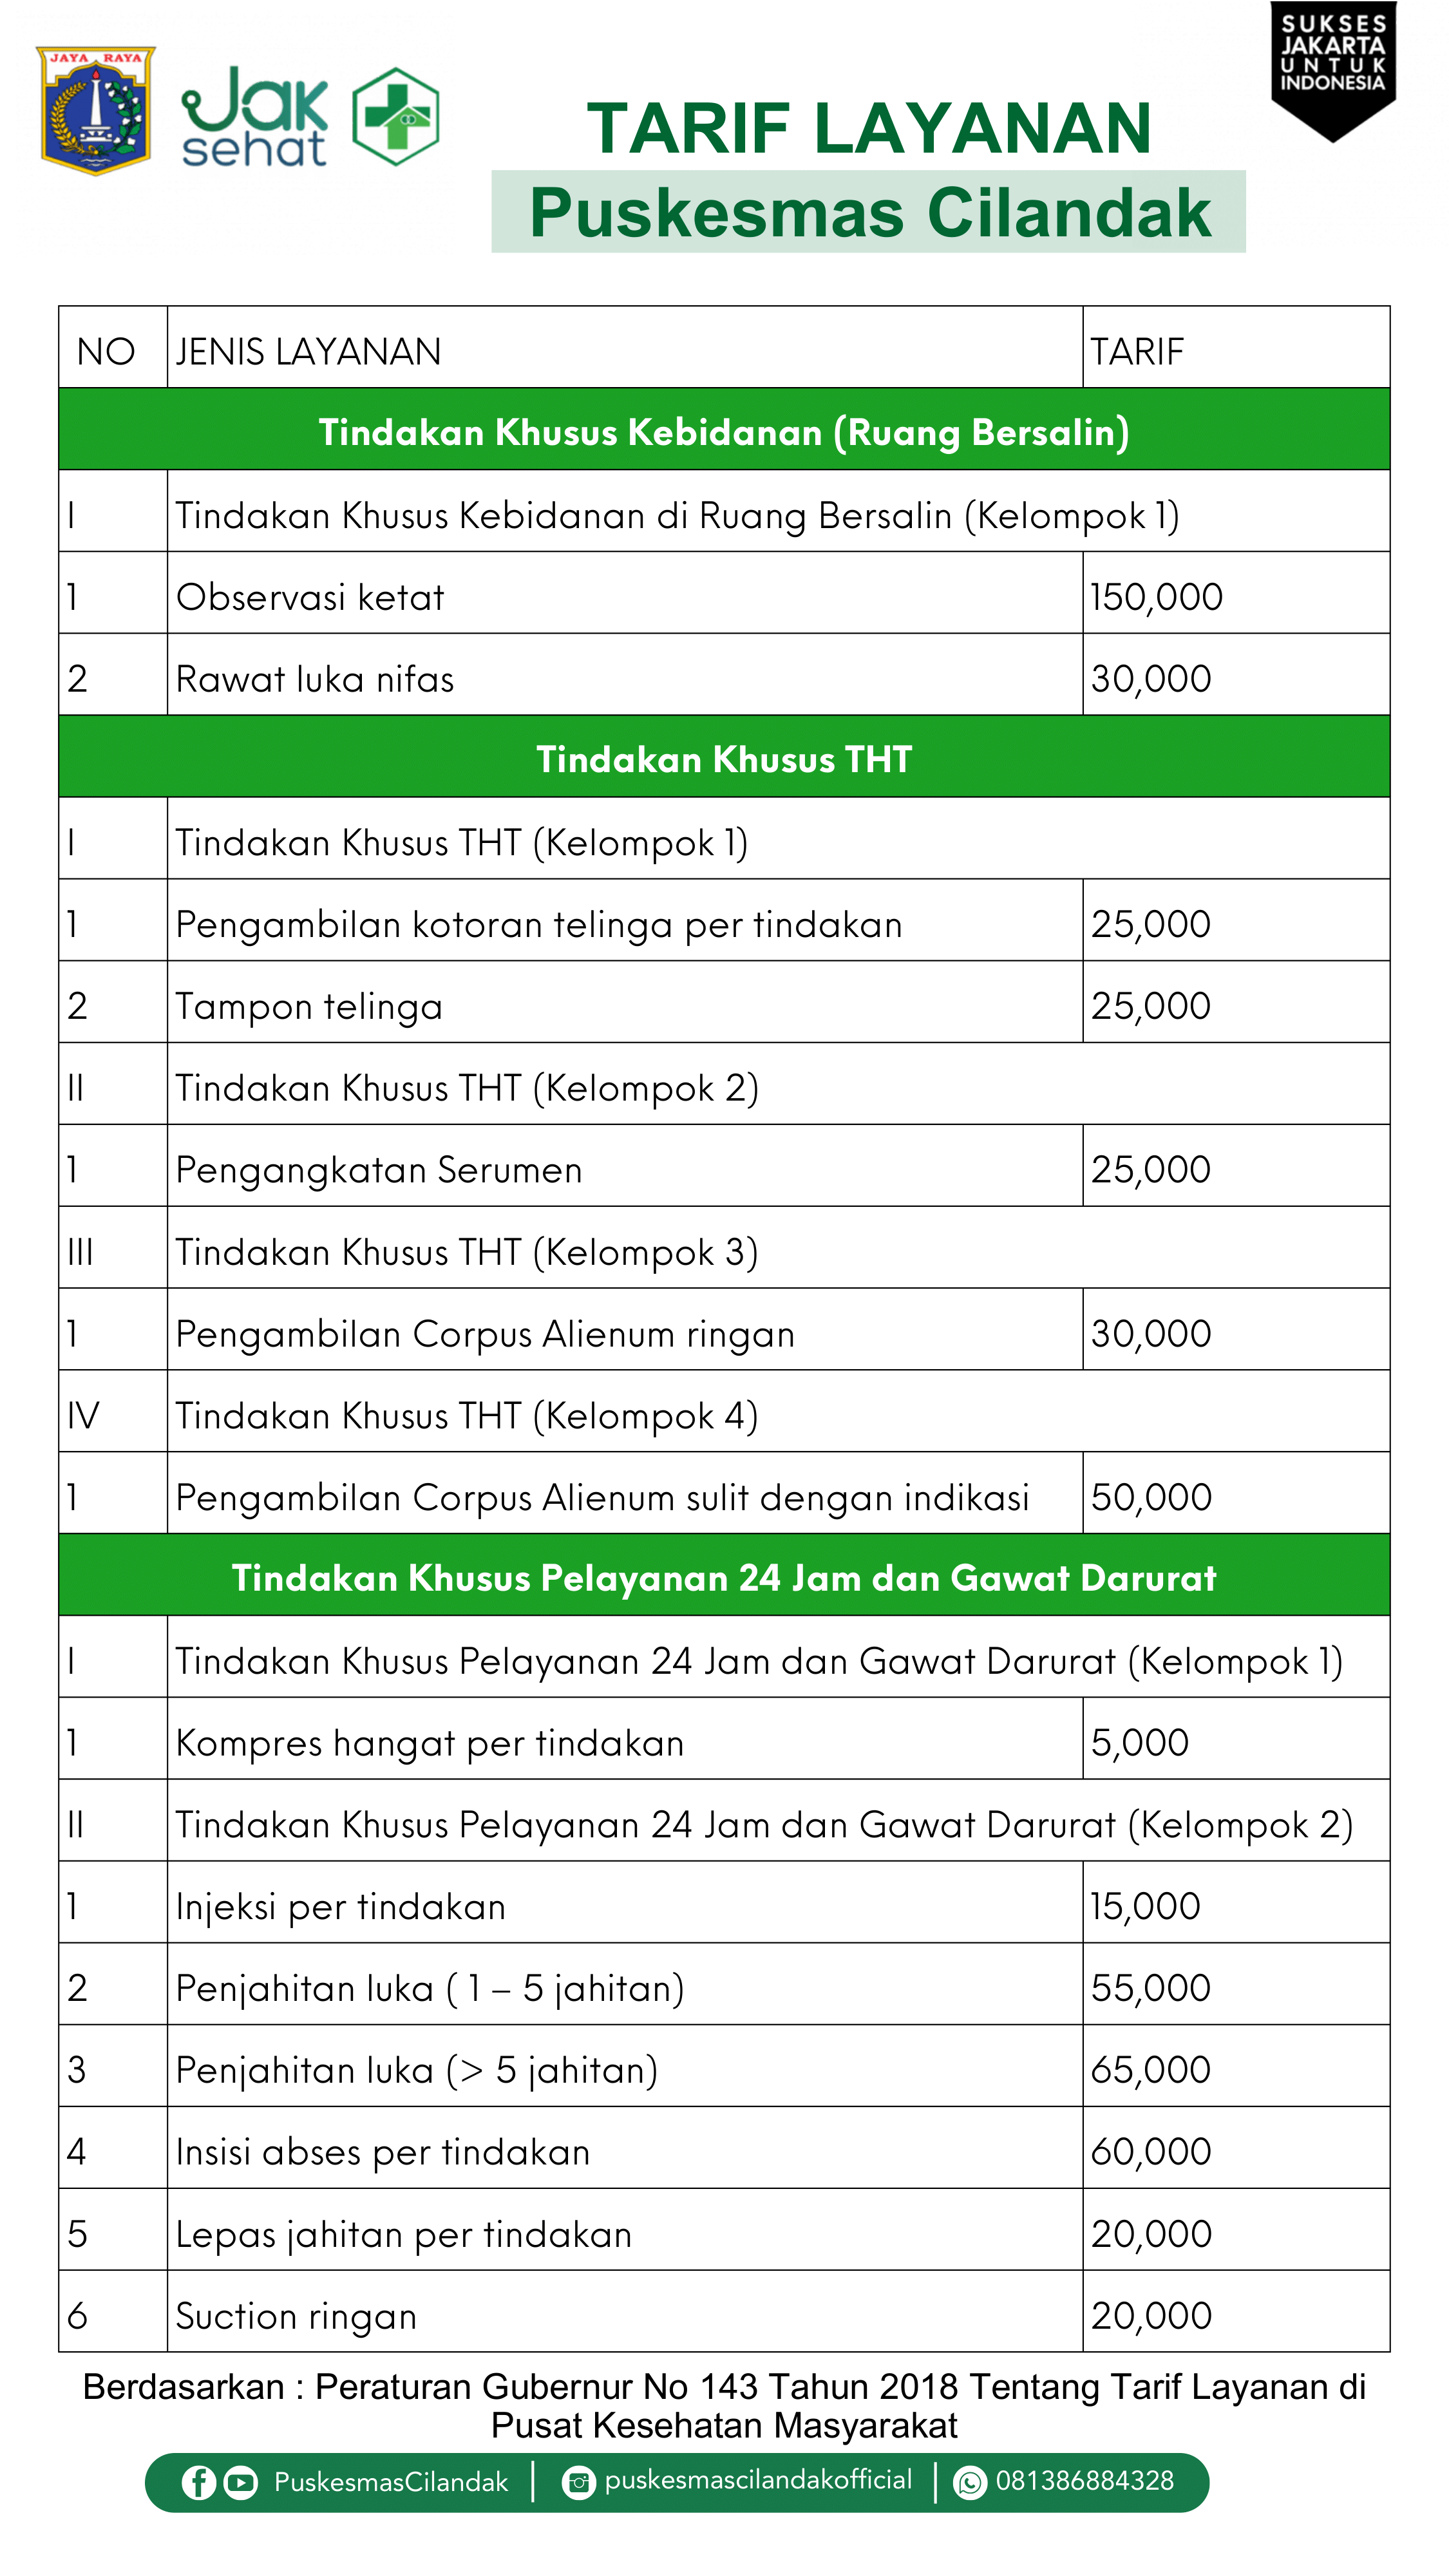 JAYA RAYA
Jak
sehat
SUKSES
JAKARTA
UNTUK
INDONESIA
TARIF LAYANAN
Puskesmas Cilandak
NO JENIS LAYANAN TARIF
Tindakan Khusus Kebidanan (Ruang Bersalin)
I Tindakan Khusus Kebidanan di Ruang Bersalin (Kelompok 1)
1 Observasi ketat 150,000
2 Rawat luka nifas 30,000
Tindakan Khusus THT
I Tindakan Khusus THT (Kelompok 1)
1 Pengambilan kotoran telinga per tindakan 25,000
2 Tampon telinga 25,000
II Tindakan Khusus THT (Kelompok 2)
1 Pengangkatan Serumen 25,000
III Tindakan Khusus THT (Kelompok 3)
1 Pengambilan Corpus Alienum ringan 30,000
IV Tindakan Khusus THT (Kelompok 4)
1 Pengambilan Corpus Alienum sulit dengan indikasi 50,000
Tindakan Khusus Pelayanan 24 Jam dan Gawat Darurat
I Tindakan Khusus Pelayanan 24 Jam dan Gawat Darurat (Kelompok 1)
1 Kompres hangat per tindakan 5,000
II Tindakan Khusus Pelayanan 24 Jam dan Gawat Darurat (Kelompok 2)
1 Injeksi per tindakan 15,000
2 Penjahitan luka ( 1 – 5 jahitan) 55,000
3 Penjahitan luka (> 5 jahitan) 65,000
4 Insisi abses per tindakan 60,000
5 Lepas jahitan per tindakan 20,000
6 Suction ringan 20,000
Berdasarkan : Peraturan Gubernur No 143 Tahun 2018 Tentang Tarif Layanan di
Pusat Kesehatan Masyarakat
PuskesmasCilandak | puskesmascilandakofficial | 081386884328